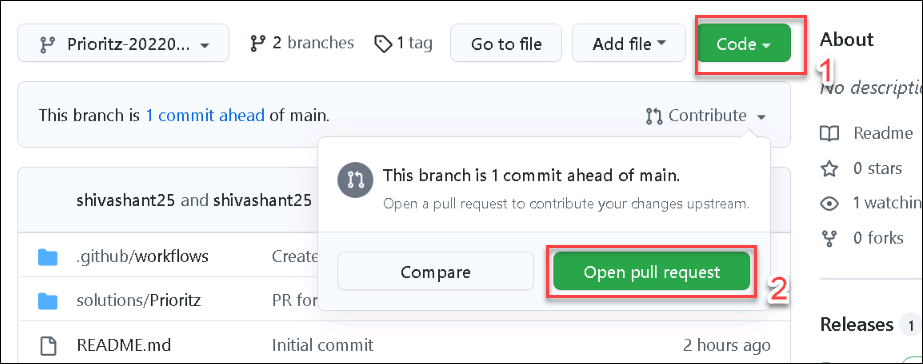 Prioritz-20220... 2 branches 1 tag Go to file Add file Code
1
About
No descriptio
This branch is 1 commit ahead of main. Contribute
Readme
0 stars
1 watchin
0 forks
This branch is 1 commit ahead of main.
Open a pull request to contribute your changes upstream.
Compare Open pull request
2
shivashant25 and shivashant25
.github/workflows Create
solutions/Prioritz PR for
README.md Initial commit 2 hours ago
Releases 1